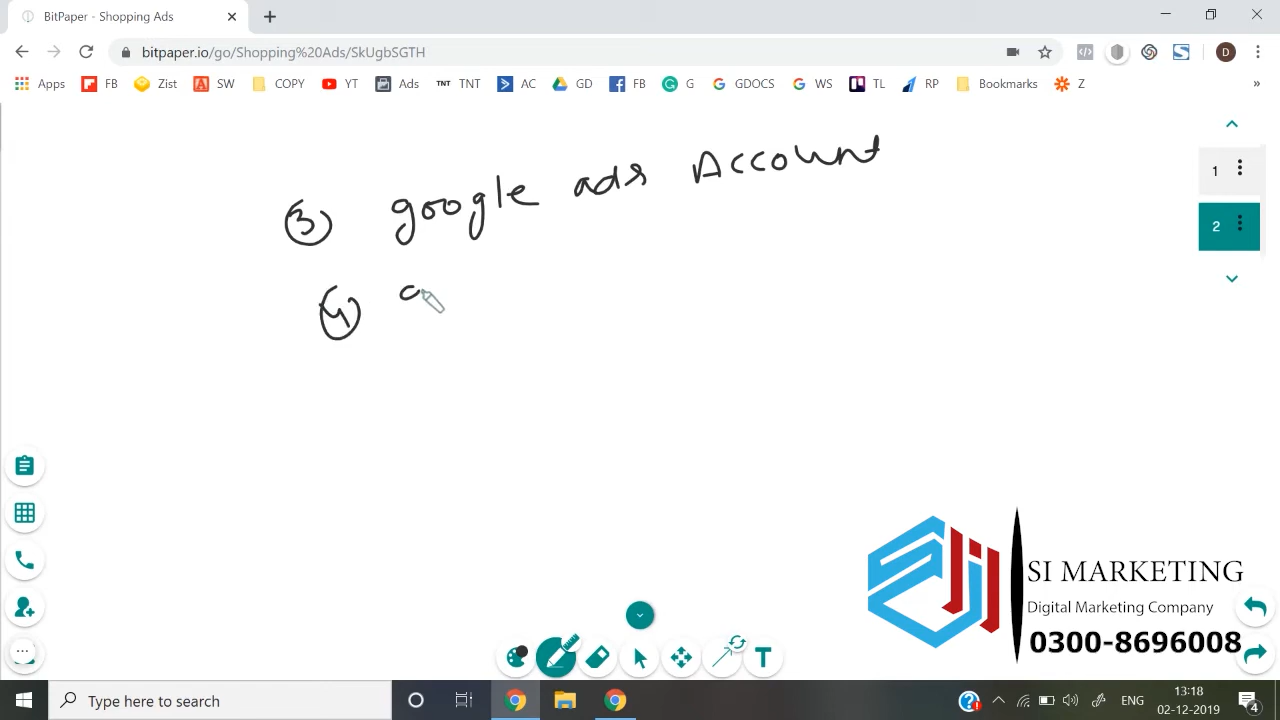 BitPaper - Shopping Ads
bitpaper.io/go/Shopping%20Ads/SkUgbSGTH
Apps FB Zist SW COPY YT Ads TNT TNT AC GD FB G GDOCS WS TL RP Bookmarks Z »
3 google ads Account
4
1
2
SI MARKETING
Digital Marketing Company
0300-8696008
T
Type here to search
ENG
13:18
02-12-2019
4